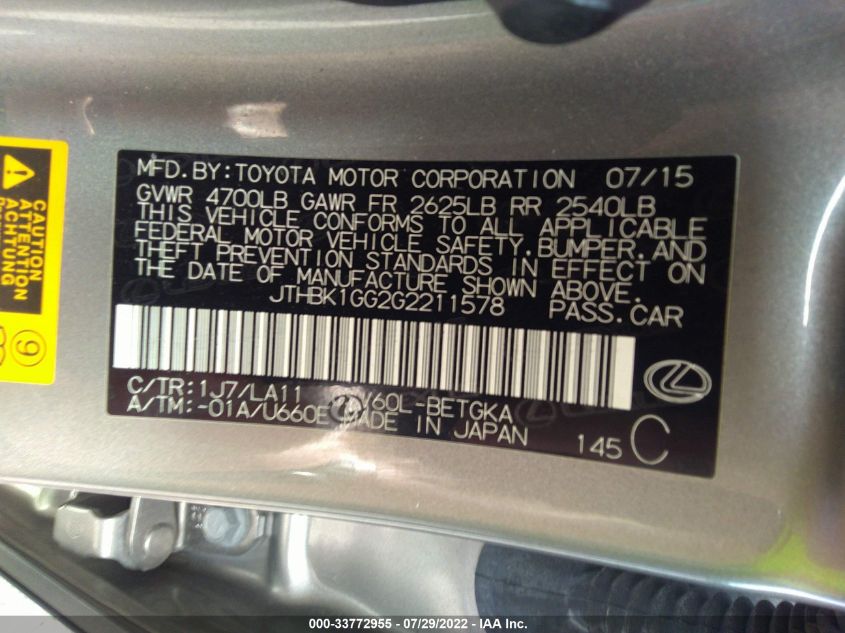 MFD.BY:TOYOTA MOTOR CORPORATION 07/15
GVWR 4700LB GAWR FR 2625LB RR 2540LB
THIS VEHICLE CONFORMS TO ALL APPLICABLE
FEDERAL MOTOR VEHICLE SAFETY,BUMPER,AND
THEFT PREVENTION STANDARDS IN EFFECT ON
THE DATE OF MANUFACTURE SHOWN ABOVE.
JTHBK1GG2G2211578 PASS.CAR
C/TR:1J7/LA11 V60L-BETGKA
A/TM:-01A/U660E MADE IN JAPAN
145 C
CAUTION
ATTENTION
ACHTUNG
9
000-33772955 - 07/29/2022 - IAA Inc.